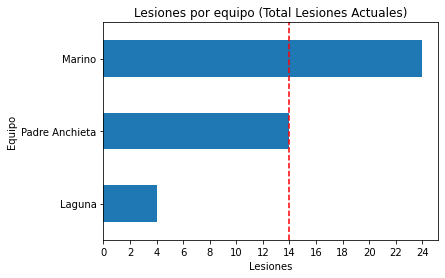 Lesiones por equipo (Total Lesiones Actuales)
Equipo
Marino
Padre Anchieta
Laguna
0 2 4 6 8 10 12 14 16 18 20 22 24
Lesiones